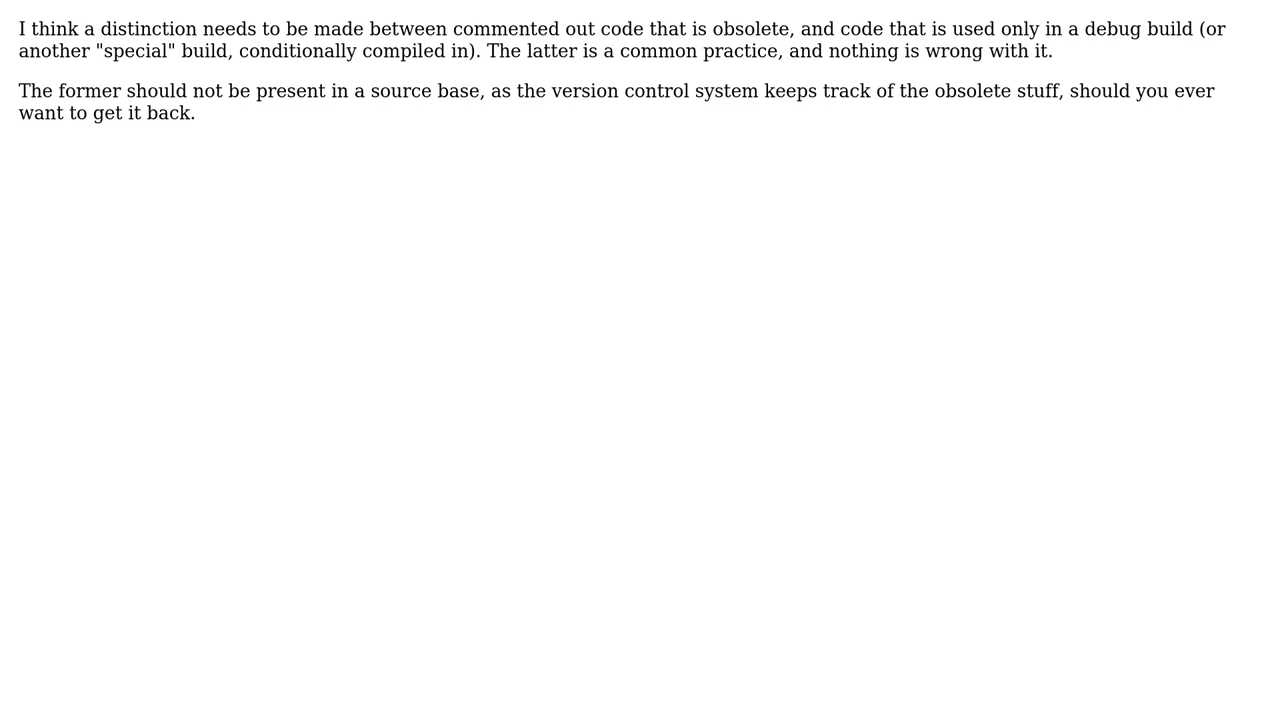 I think a distinction needs to be made between commented out code that is obsolete, and code that is used only in a debug build (or
another "special" build, conditionally compiled in). The latter is a common practice, and nothing is wrong with it.
The former should not be present in a source base, as the version control system keeps track of the obsolete stuff, should you ever
want to get it back.